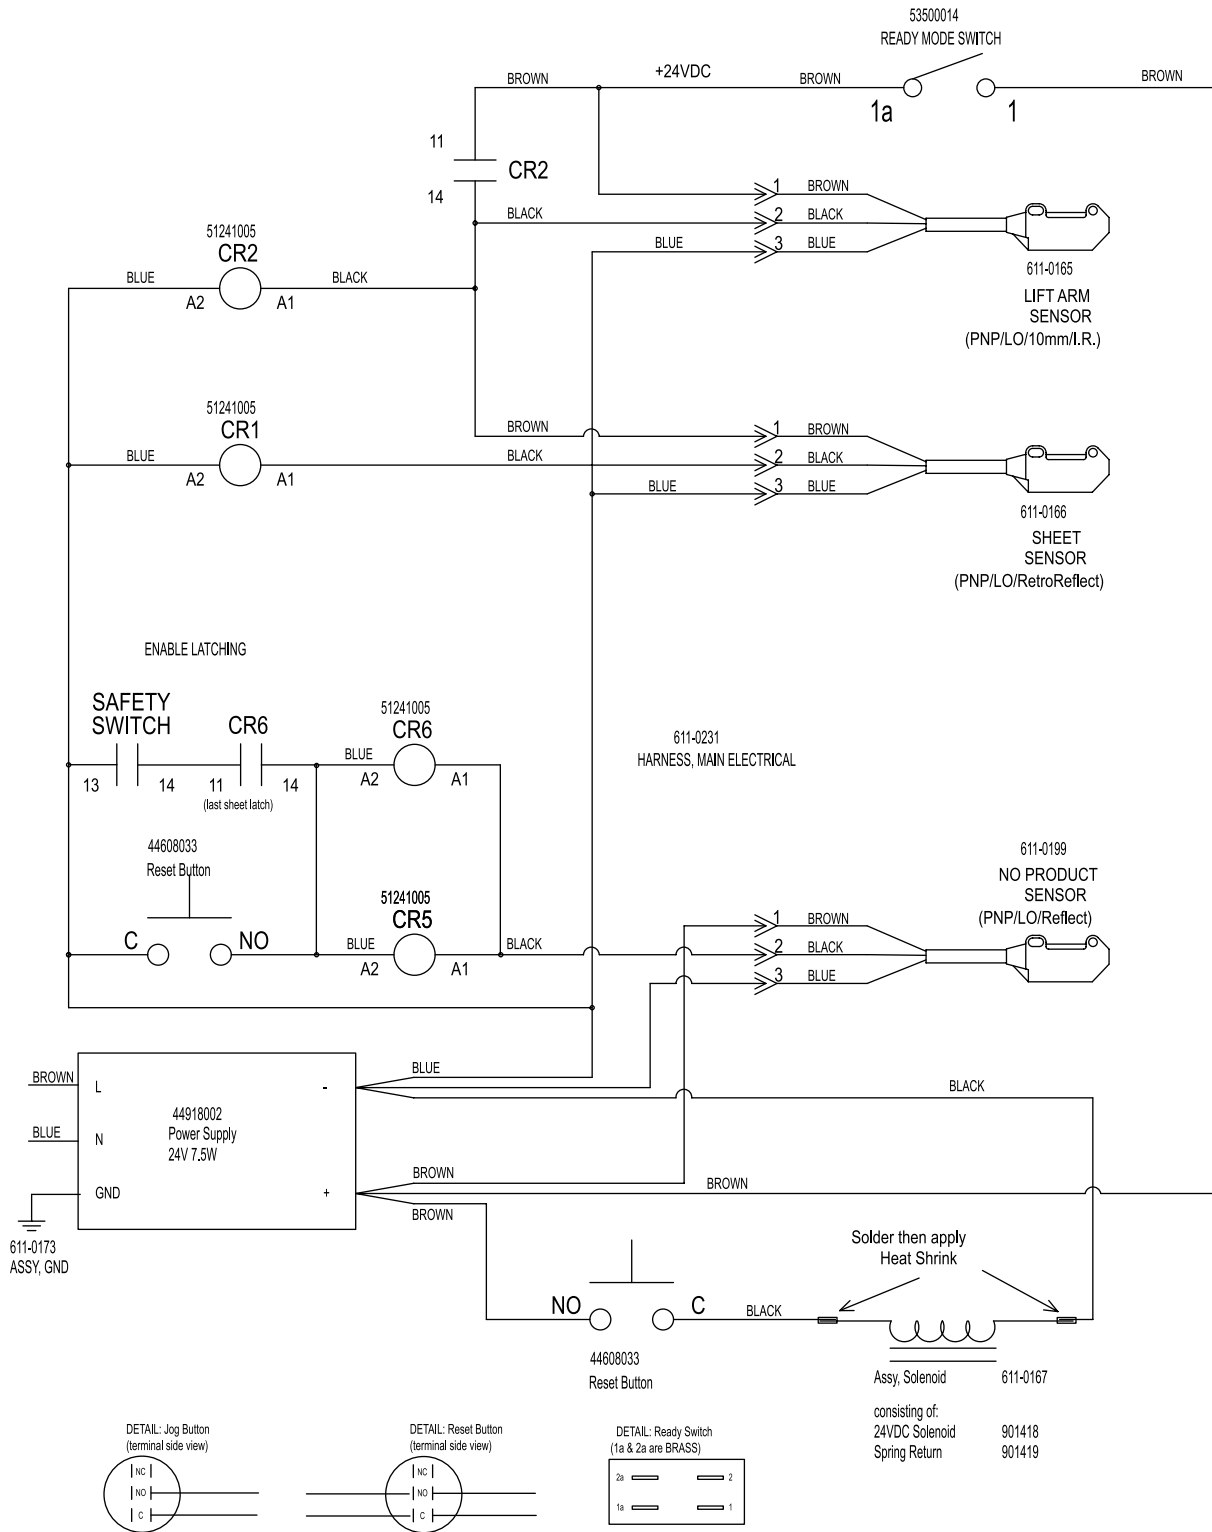 53500014
READY MODE SWITCH
BROWN
+24VDC
BROWN
BROWN
1a
1
11
CR2
14
1
BROWN
BLACK
2
BLACK
BLUE
3
BLUE
611-0165
LIFT ARM
SENSOR
(PNP/LO/10mm/I.R.)
51241005
CR2
BLUE
BLACK
A2
A1
51241005
CR1
BROWN
1
BROWN
BLUE
BLACK
2
BLACK
A2
A1
BLUE
3
BLUE
611-0166
SHEET
SENSOR
(PNP/LO/RetroReflect)
ENABLE LATCHING
SAFETY
SWITCH
CR6
51241005
CR6
BLUE
13
14
11
14
A2
A1
(last sheet latch)
611-0231
HARNESS, MAIN ELECTRICAL
44608033
Reset Button
C
NO
51241005
CR5
BLUE
BLACK
A2
A1
611-0199
NO PRODUCT
SENSOR
(PNP/LO/Reflect)
1
BROWN
2
BLACK
3
BLUE
BROWN
L
-
BLUE
BLACK
44918002
Power Supply
24V 7.5W
BLUE
N
GND
+
BROWN
BROWN
BROWN
611-0173
ASSY, GND
Solder then apply
Heat Shrink
NO
C
BLACK
44608033
Reset Button
Assy, Solenoid 611-0167
consisting of:
24VDC Solenoid 901418
Spring Return 901419
DETAIL: Jog Button
(terminal side view)
NC
NO
C
DETAIL: Reset Button
(terminal side view)
NC
NO
C
DETAIL: Ready Switch
(1a & 2a are BRASS)
2a
2
1a
1